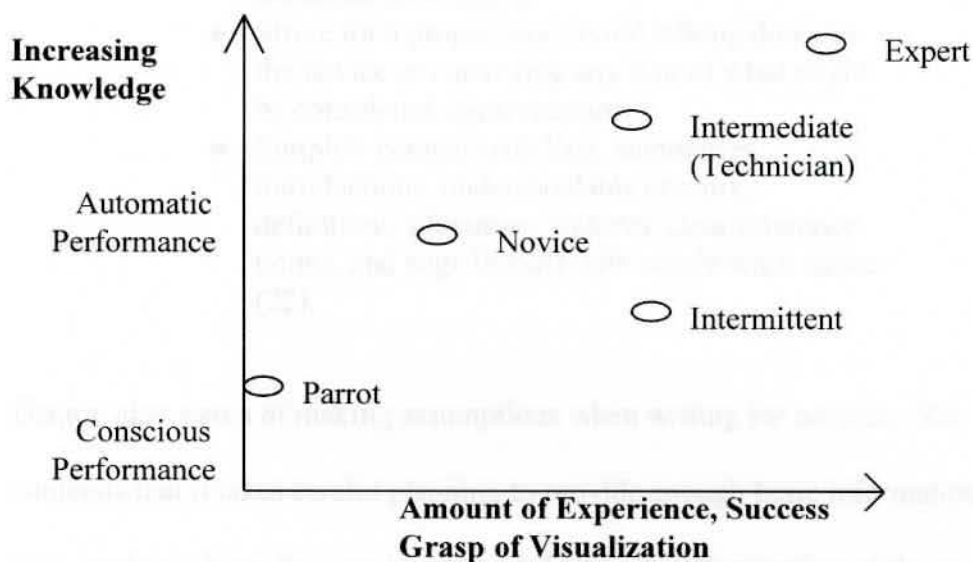 Increasing
Knowledge
Expert
Intermediate
(Technician)
Automatic
Performance
Novice
Intermittent
Parrot
Conscious
Performance
Amount of Experience, Success
Grasp of Visualization